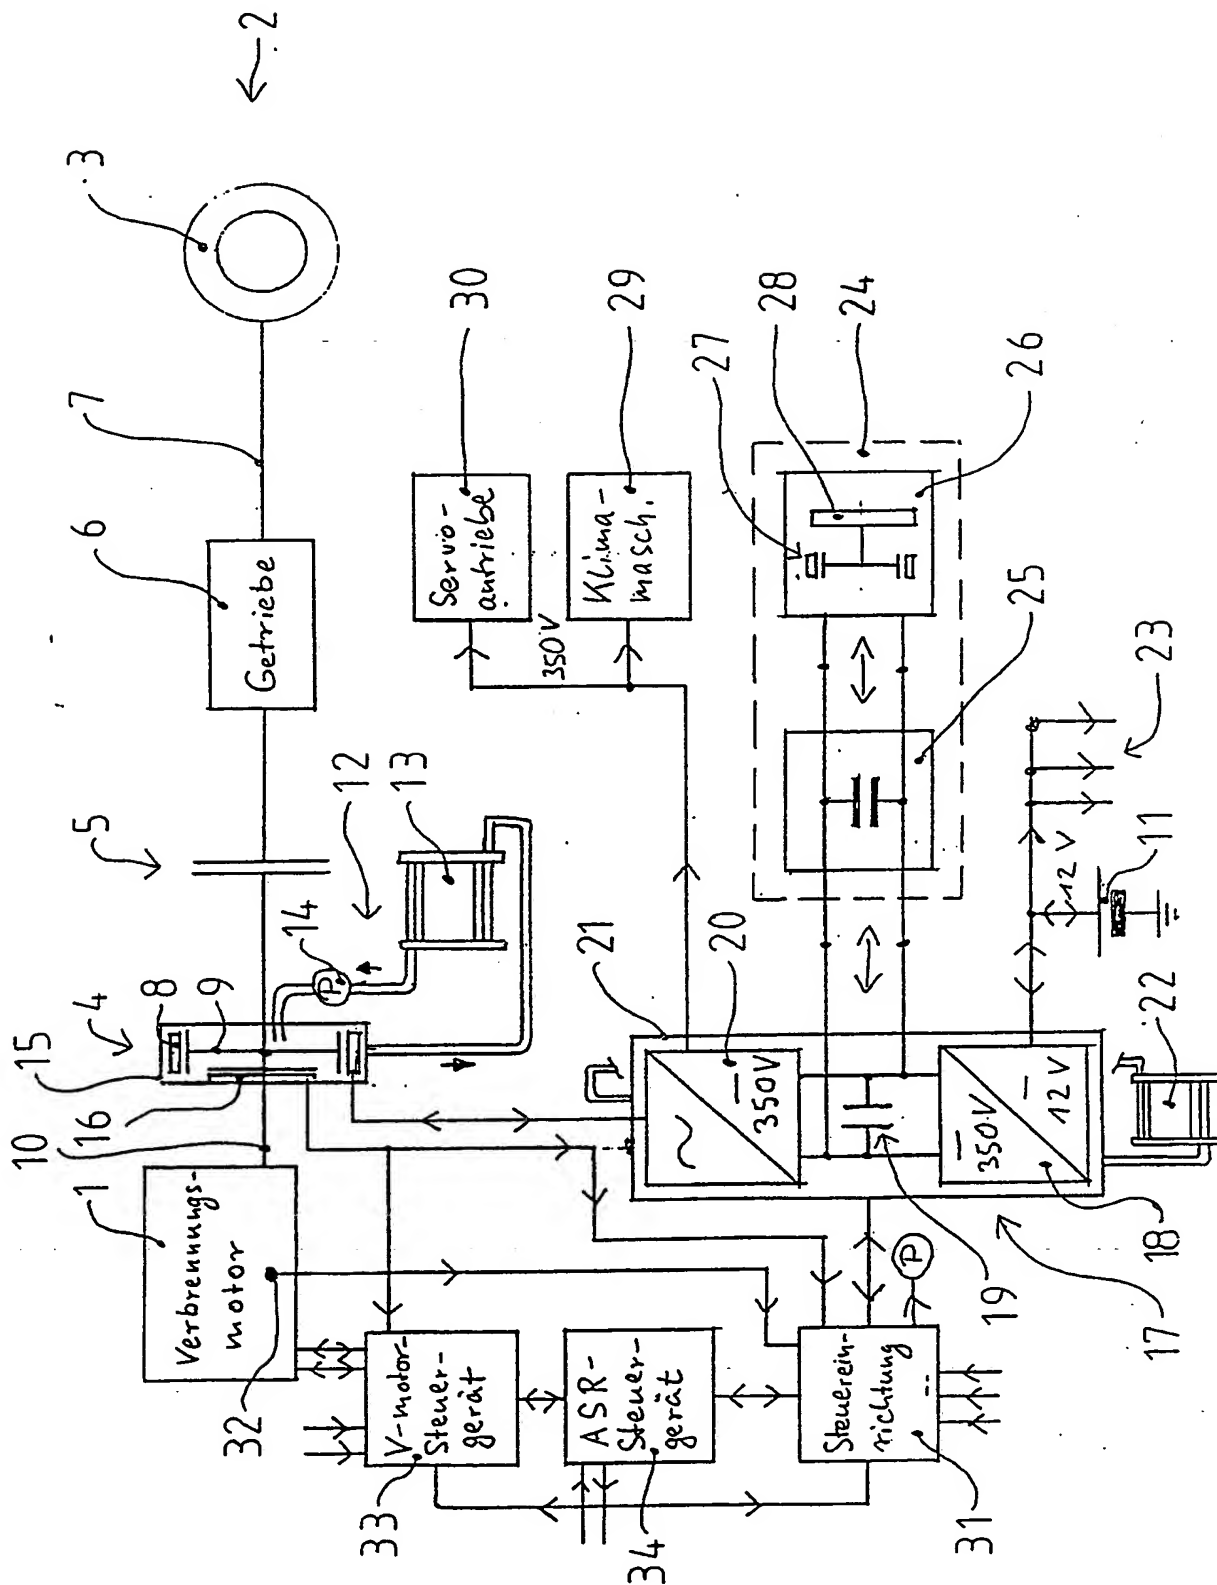 2
3
7
6
Getriebe
5
12
13
14
P
8
9
4
15
16
10
1
Verbrennungs-
motor
32
30
Servo-
antriebe
350V
29
Klima-
masch.
27
28
24
26
25
23
12 V
11
21
20
~
350V
19
350V
12V
18
22
17
33
V-motor-
Steuer-
gerät
34
ASR-
Steuer-
gerät
31
Steuerein-
richtung
..
P